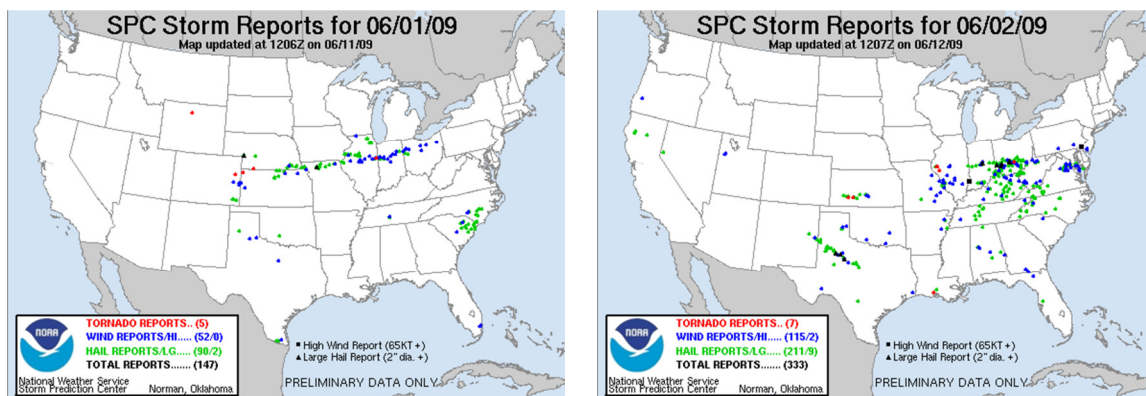 SPC Storm Reports for 06/01/09
Map updated at 1206Z on 06/11/09
NOAA
TORNADO REPORTS.. (5)
WIND REPORTS/HI..... (52/0)
HAIL REPORTS/LG..... (90/2)
TOTAL REPORTS....... (147)
National Weather Service
Storm Prediction Center Norman, Oklahoma
■ High Wind Report (65KT +)
▲ Large Hail Report (2" dia. +)
PRELIMINARY DATA ONLY
SPC Storm Reports for 06/02/09
Map updated at 1207Z on 06/12/09
NOAA
TORNADO REPORTS.. (7)
WIND REPORTS/HI..... (115/2)
HAIL REPORTS/LG..... (211/9)
TOTAL REPORTS....... (333)
National Weather Service
Storm Prediction Center Norman, Oklahoma
■ High Wind Report (65KT +)
▲ Large Hail Report (2" dia. +)
PRELIMINARY DATA ONLY